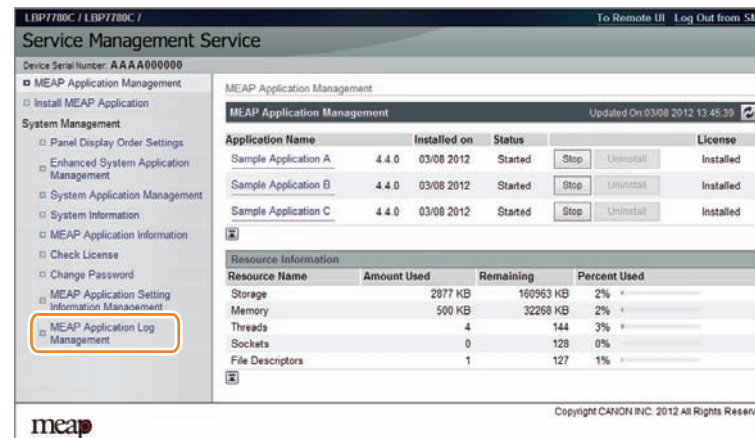 LBP7780C / LBP7780C /
To Remote UI Log Out from SM
Service Management Service
Device Serial Number: AAAA000000
MEAP Application Management
Install MEAP Application
System Management
Panel Display Order Settings
Enhanced System Application
Management
System Application Management
System Information
MEAP Application Information
Check License
Change Password
MEAP Application Setting
Information Management
MEAP Application Log
Management
MEAP Application Management
MEAP Application Management Updated On:03/08 2012 13:45:39
Application Name Installed on Status License
Sample Application A 4.4.0 03/08 2012 Started Stop Uninstall Installed
Sample Application B 4.4.0 03/08 2012 Started Stop Uninstall Installed
Sample Application C 4.4.0 03/08 2012 Started Stop Uninstall Installed
Resource Information
Resource Name Amount Used Remaining Percent Used
Storage 2877 KB 160963 KB 2%
Memory 500 KB 32268 KB 2%
Threads 4 144 3%
Sockets 0 128 0%
File Descriptors 1 127 1%
Copyright CANON INC. 2012 All Rights Reserv
meap